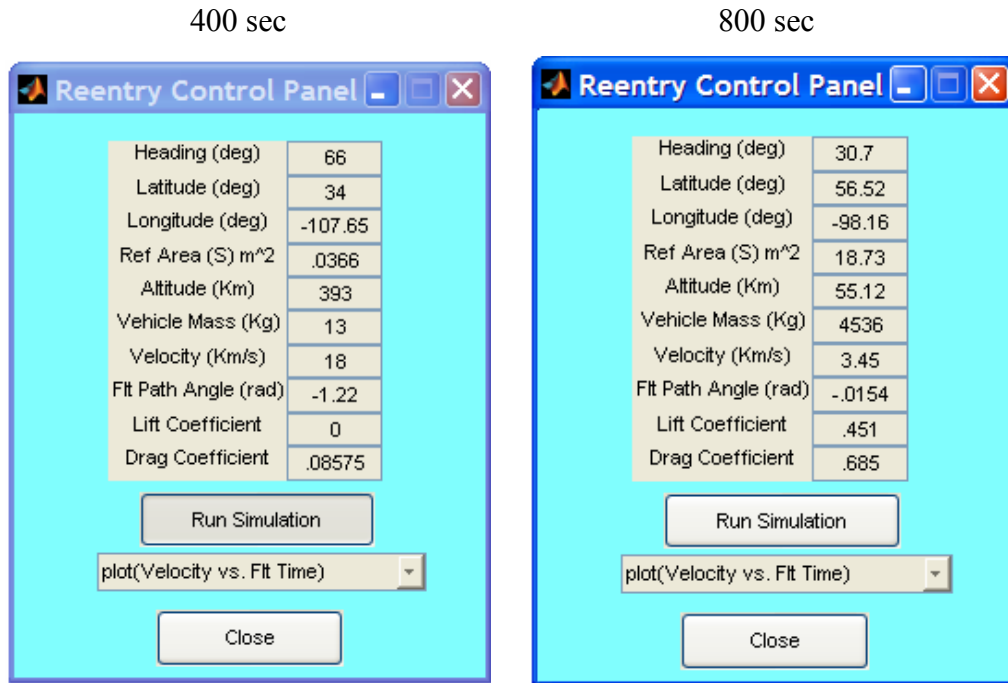 400 sec
Reentry Control Panel
Heading (deg) 66
Latitude (deg) 34
Longitude (deg) -107.65
Ref Area (S) m^2 .0366
Altitude (Km) 393
Vehicle Mass (Kg) 13
Velocity (Km/s) 18
Flt Path Angle (rad) -1.22
Lift Coefficient 0
Drag Coefficient .08575
Run Simulation
plot(Velocity vs. Flt Time)
Close
800 sec
Reentry Control Panel
Heading (deg) 30.7
Latitude (deg) 56.52
Longitude (deg) -98.16
Ref Area (S) m^2 18.73
Altitude (Km) 55.12
Vehicle Mass (Kg) 4536
Velocity (Km/s) 3.45
Flt Path Angle (rad) -.0154
Lift Coefficient .451
Drag Coefficient .685
Run Simulation
plot(Velocity vs. Flt Time)
Close